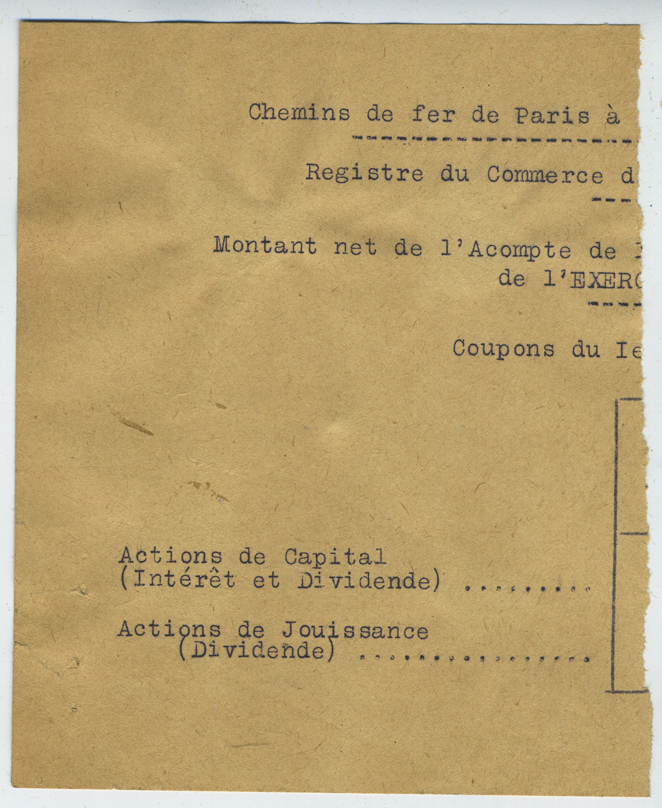 Chemins de fer de Paris à
Registre du Commerce d
Montant net de l'Acompte de
de l'EXERC
Coupons du Ie
Actions de Capital
(Intérêt et Dividende) ..........
Actions de Jouissance
(Dividende) ................